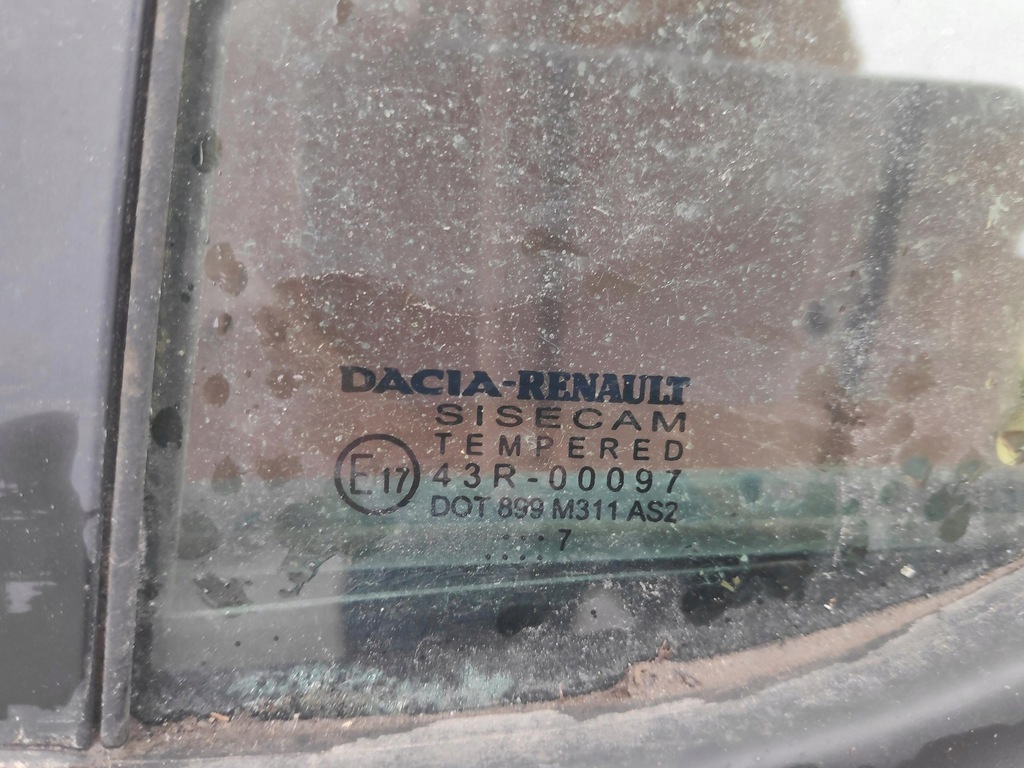 DACIA-RENAULT
SISECAM
TEMPERED
E17 43R-00097
DOT 899 M311 AS2
... 7
....